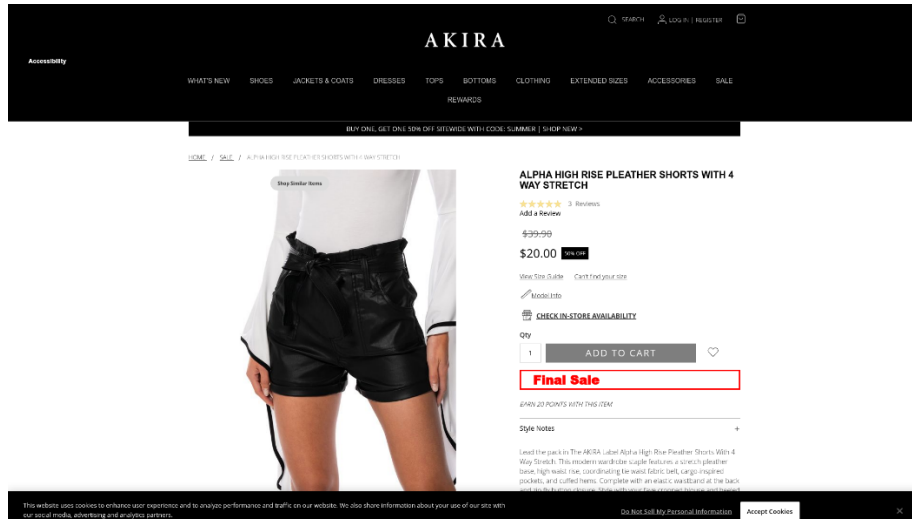 SEARCH
LOG IN | REGISTER
AKIRA
Accessibility
WHAT'S NEW SHOES JACKETS & COATS DRESSES TOPS BOTTOMS CLOTHING EXTENDED SIZES ACCESSORIES SALE
REWARDS
BUY ONE, GET ONE 50% OFF SITEWIDE WITH CODE: SUMMER | SHOP NEW >
HOME / SALE / ALPHA HIGH RISE PLEATHER SHORTS WITH 4 WAY STRETCH
Shop Similar Items
ALPHA HIGH RISE PLEATHER SHORTS WITH 4
WAY STRETCH
3 Reviews
Add a Review
$39.90
$20.00 50% OFF
View Size Guide Can't find your size
Model Info
CHECK IN-STORE AVAILABILITY
Qty
1 ADD TO CART
Final Sale
EARN 20 POINTS WITH THIS ITEM
Style Notes +
Lead the pack in The AKIRA Label Alpha High Rise Pleather Shorts With 4
Way Stretch. This modern wardrobe staple features a stretch pleather
base, high waist rise, coordinating tie waist fabric belt, cargo inspired
pockets, and cuffed hems. Complete with an elastic waistband at the back
This website uses cookies to enhance user experience and to analyze performance and traffic on our website. We also share information about your use of our site with
our social media, advertising and analytics partners.
Do Not Sell My Personal Information
Accept Cookies